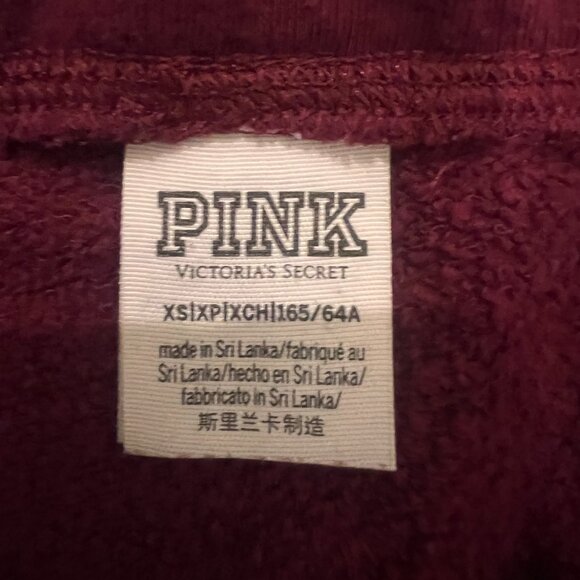 PINK
VICTORIA'S SECRET
XS|XP|XCH|165/64A
made in Sri Lanka/fabriqué au
Sri Lanka/hecho en Sri Lanka/
fabbricato in Sri Lanka/
斯里兰卡制造